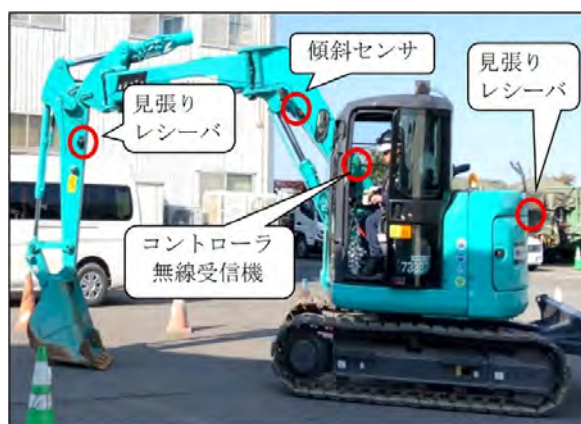 傾斜センサ
見張り
レシーバ
見張り
レシーバ
コントローラ
無線受信機